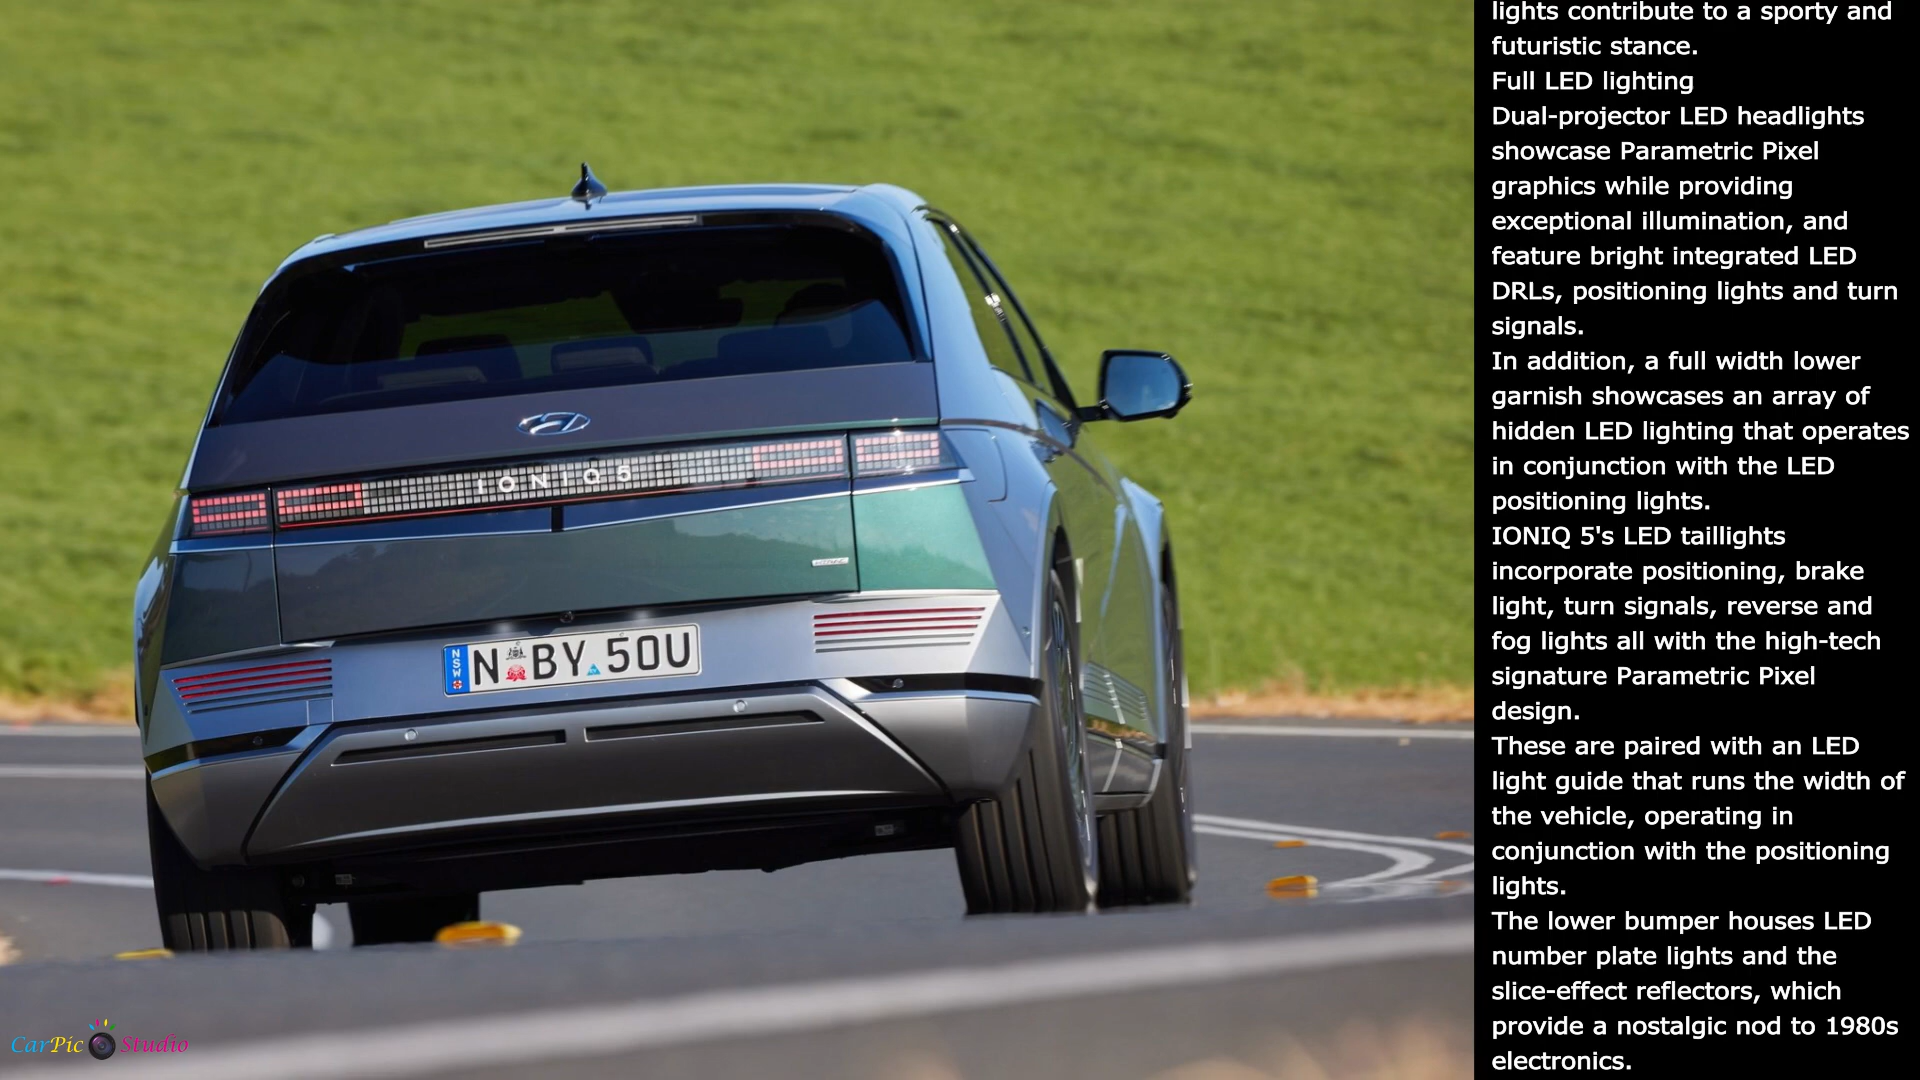 IONIQ 5
NSW
N BY 50U
CarPic Studio
lights contribute to a sporty and
futuristic stance.
Full LED lighting
Dual-projector LED headlights
showcase Parametric Pixel
graphics while providing
exceptional illumination, and
feature bright integrated LED
DRLs, positioning lights and turn
signals.
In addition, a full width lower
garnish showcases an array of
hidden LED lighting that operates
in conjunction with the LED
positioning lights.
IONIQ 5's LED taillights
incorporate positioning, brake
light, turn signals, reverse and
fog lights all with the high-tech
signature Parametric Pixel
design.
These are paired with an LED
light guide that runs the width of
the vehicle, operating in
conjunction with the positioning
lights.
The lower bumper houses LED
number plate lights and the
slice-effect reflectors, which
provide a nostalgic nod to 1980s
electronics.